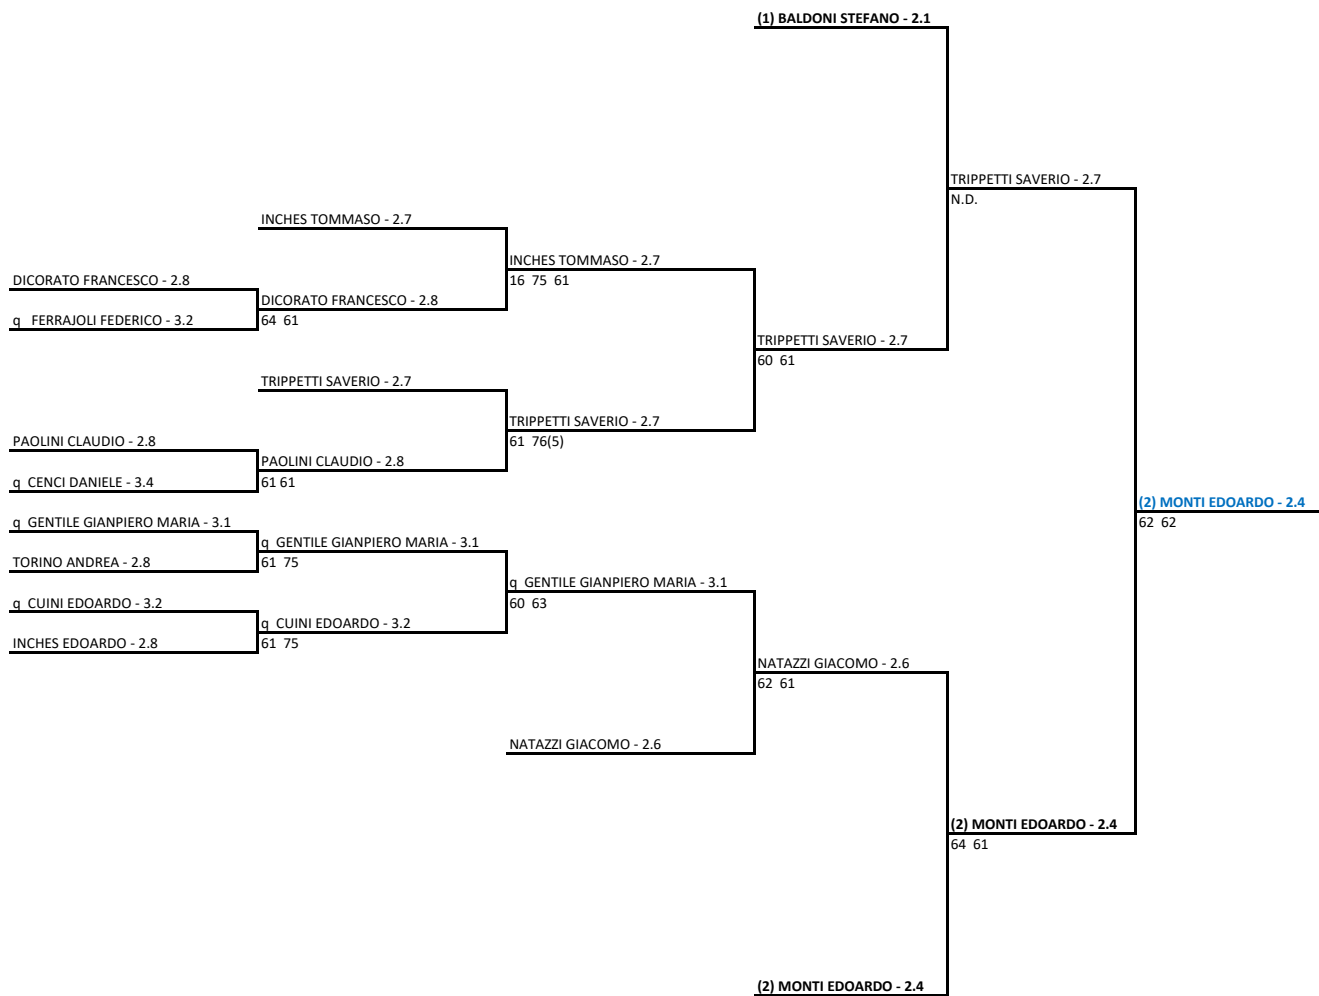 (1) BALDONI STEFANO - 2.1
TRIPPETTI SAVERIO - 2.7
N.D.
INCHES TOMMASO - 2.7
INCHES TOMMASO - 2.7
16 75 61
DICORATO FRANCESCO - 2.8
DICORATO FRANCESCO - 2.8
q FERRAJOLI FEDERICO - 3.2
64 61
TRIPPETTI SAVERIO - 2.7
60 61
TRIPPETTI SAVERIO - 2.7
TRIPPETTI SAVERIO - 2.7
61 76(5)
PAOLINI CLAUDIO - 2.8
PAOLINI CLAUDIO - 2.8
q CENCI DANIELE - 3.4
61 61
(2) MONTI EDOARDO - 2.4
62 62
q GENTILE GIANPIERO MARIA - 3.1
q GENTILE GIANPIERO MARIA - 3.1
TORINO ANDREA - 2.8
61 75
q GENTILE GIANPIERO MARIA - 3.1
60 63
q CUINI EDOARDO - 3.2
q CUINI EDOARDO - 3.2
INCHES EDOARDO - 2.8
61 75
NATAZZI GIACOMO - 2.6
62 61
NATAZZI GIACOMO - 2.6
(2) MONTI EDOARDO - 2.4
64 61
(2) MONTI EDOARDO - 2.4